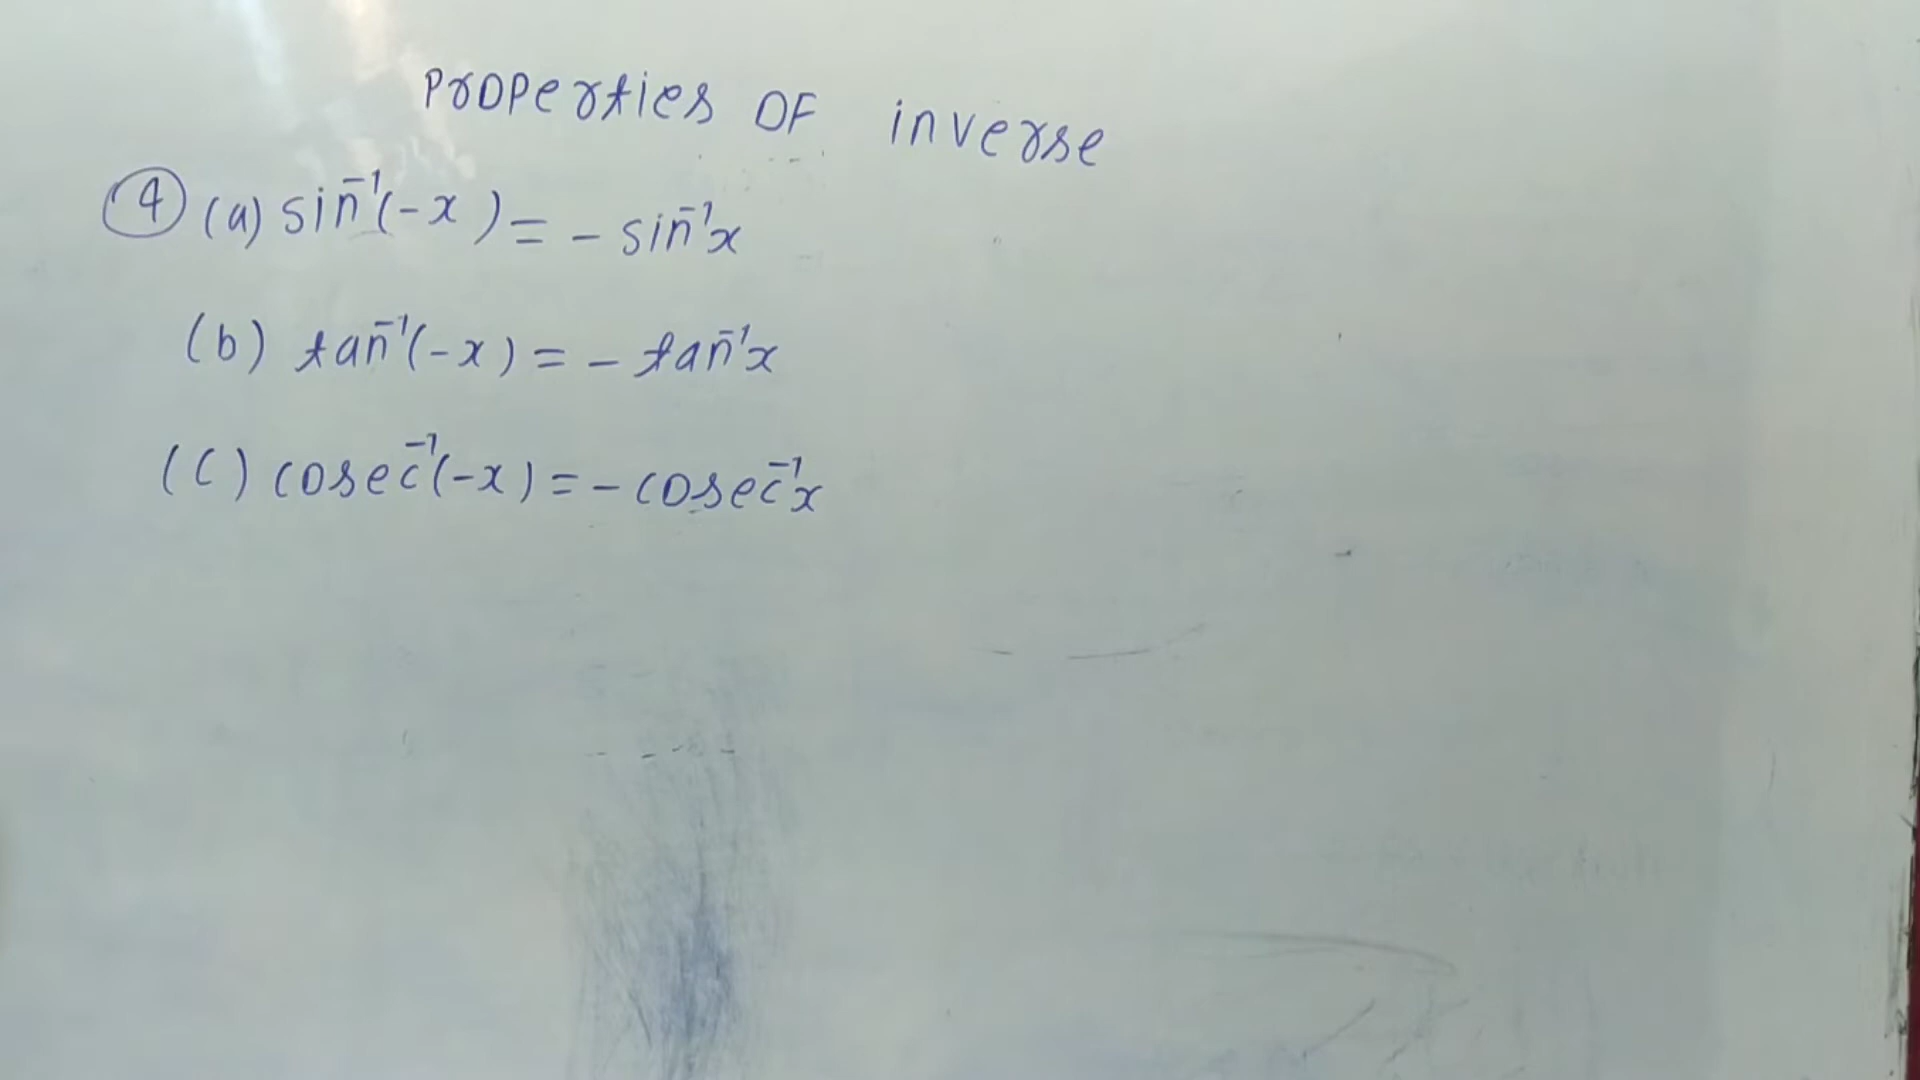 Properties OF inverse
④ (a) sin⁻¹(-x) = - sin⁻¹x
(b) tan⁻¹(-x) = - tan⁻¹x
(C) cosec⁻¹(-x) = - cosec⁻¹x